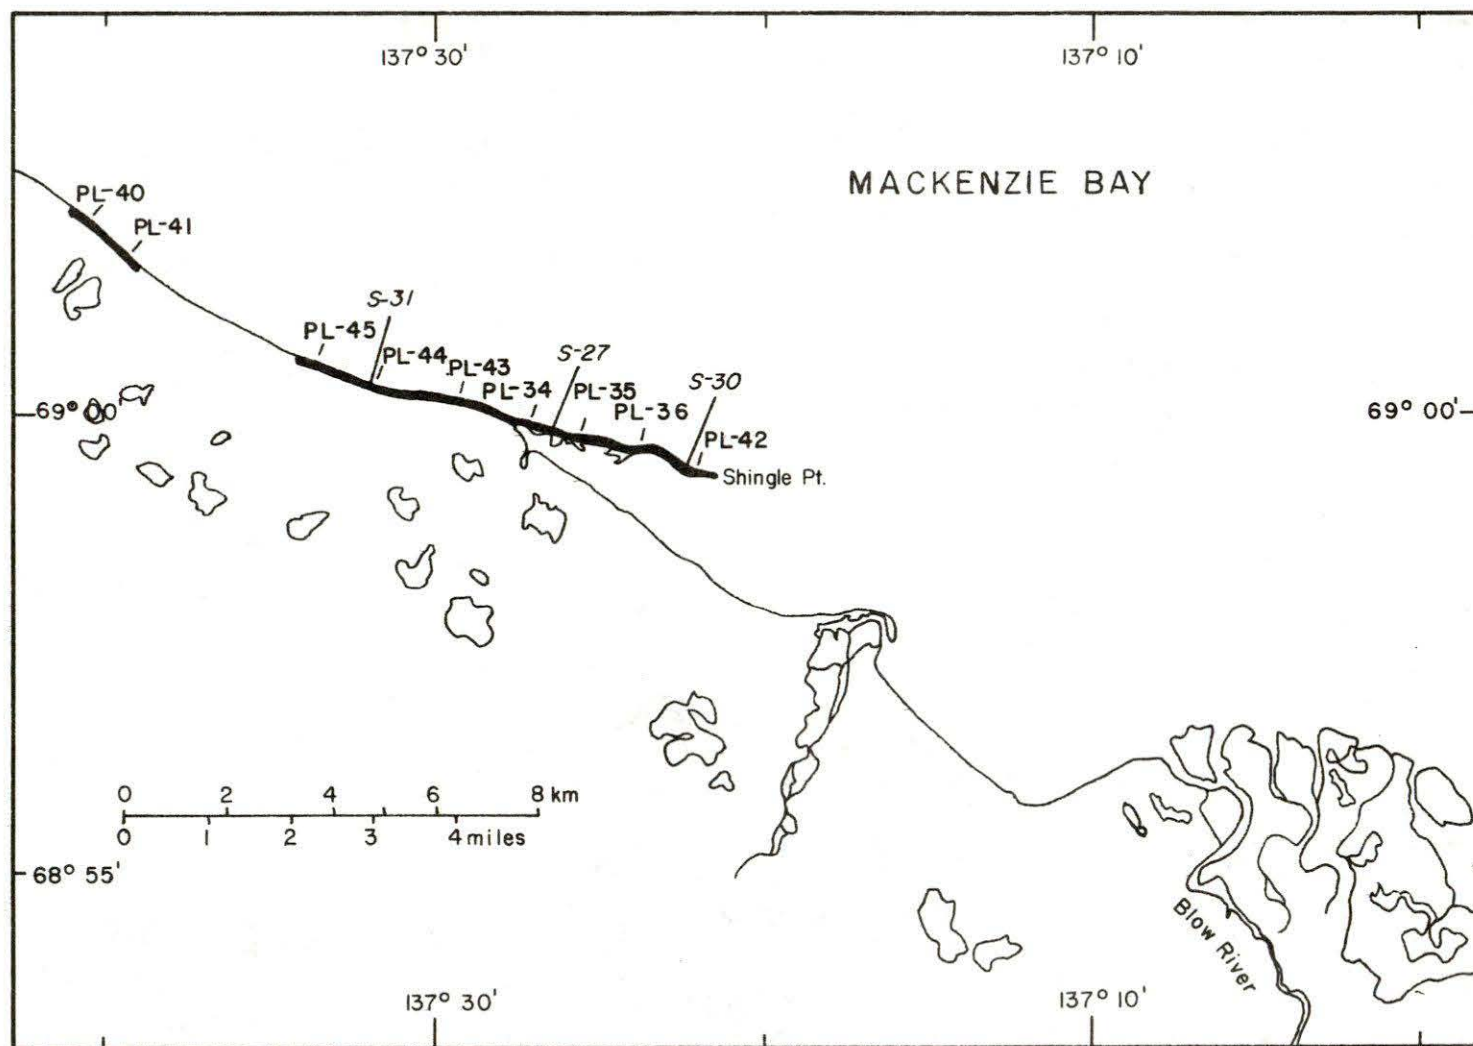 137° 30'
137° 10'
MACKENZIE BAY
PL-40
PL-41
S-31
PL-45
PL-44
PL-43
S-27
PL-34
PL-35
S-30
PL-36
PL-42
69° 00'
69° 00'
Shingle Pt.
0 2 4 6 8 km
0 1 2 3 4 miles
68° 55'
Blow River
137° 30'
137° 10'